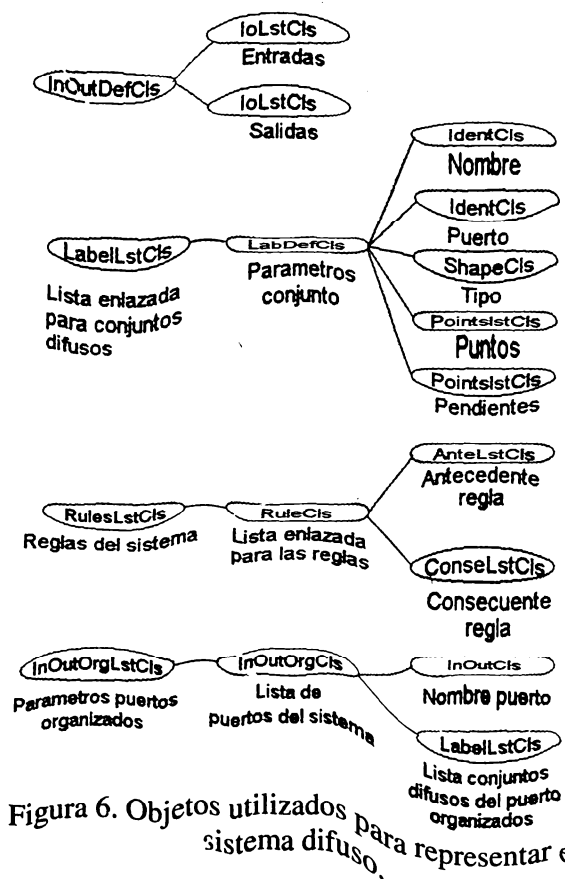 IoLstCls
Entradas
InOutDefCls
IoLstCls
Salidas
IdentCls
Nombre
IdentCls
Puerto
LabelLstCls
LabDefCls
ShapeCls
Lista enlazada
para conjuntos
difusos
Parametros
conjunto
Tipo
PointslstCls
Puntos
PointslstCls
Pendientes
AnteLstCls
Antecedente
regla
RulesLstCls
RuleCls
Reglas del sistema
Lista enlazada
para las reglas
ConseLstCls
Consecuente
regla
InOutOrgLstCls
InOutOrgCls
InOutCls
Parametros puertos
organizados
Lista de
puertos del sistema
Nombre puerto
LabelLstCls
Lista conjuntos
difusos del puerto
organizados
Figura 6. Objetos utilizados para representar e
sistema difuso.